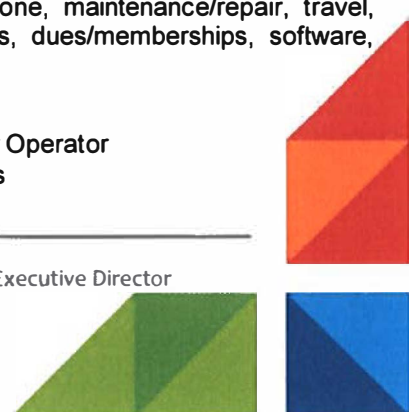 one, maintenance/repair, travel,
s, dues/memberships, software,
Operator
s
Executive Director